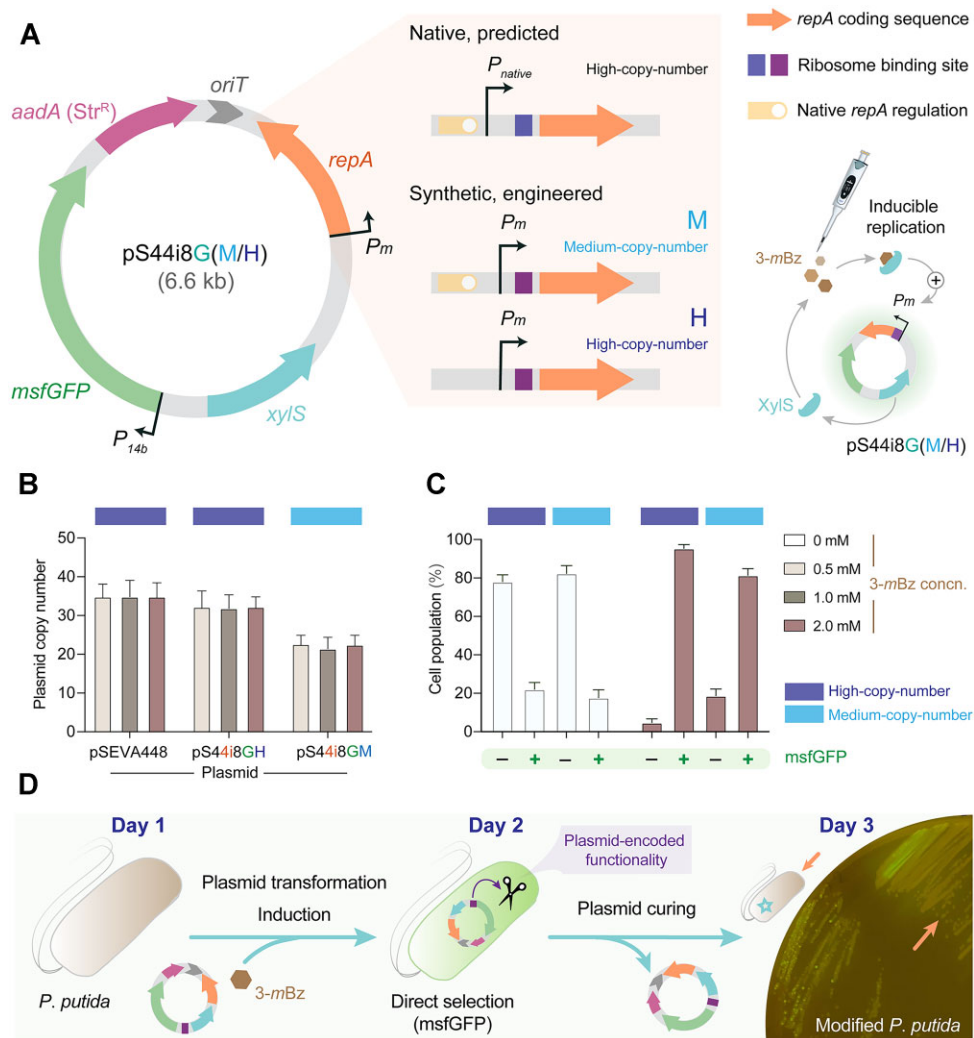 A
aadA (StrR)
oriT
repA
Pm
pS44i8G(M/H)
(6.6 kb)
msfGFP
P14b
xylS
Native, predicted
Pnative
High-copy-number
Synthetic, engineered
Pm
M
Medium-copy-number
Pm
H
High-copy-number
repA coding sequence
Ribosome binding site
Native repA regulation
Inducible
replication
3-mBz
+
Pm
XylS
pS44i8G(M/H)
B
Plasmid copy number
50
40
30
20
10
0
pSEVA448
pS44i8GH
pS44i8GM
Plasmid
C
Cell population (%)
100
80
60
40
20
0
− + − + − + − +
msfGFP
0 mM
0.5 mM
1.0 mM
2.0 mM
3-mBz concn.
High-copy-number
Medium-copy-number
D
Day 1
P. putida
Plasmid transformation
Induction
3-mBz
Day 2
Plasmid-encoded
functionality
Direct selection
(msfGFP)
Plasmid curing
Day 3
Modified P. putida